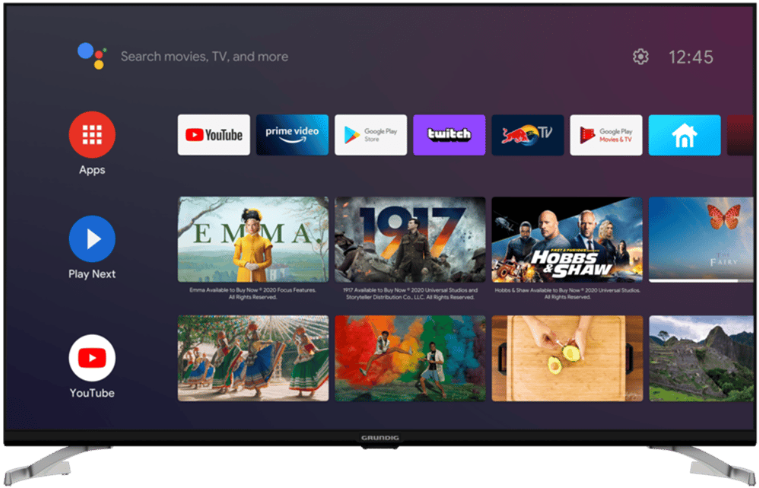 Search movies, TV, and more
12:45
Apps
YouTube
prime video
Google Play
Store
twitch
TV
Google Play
Movies & TV
Play Next
EMMA.
1917
FAST & FURIOUS
HOBBS
& SHAW
THE
FAIRY
Emma Available to Buy Now © 2020 Focus Features.
All Rights Reserved.
1917 Available to Buy Now © 2020 Universal Studios and
Storyteller Distribution Co., LLC. All Rights Reserved.
Hobbs & Shaw Available to Buy Now © 2020 Universal Studios.
All Rights Reserved.
YouTube
GRUNDIG